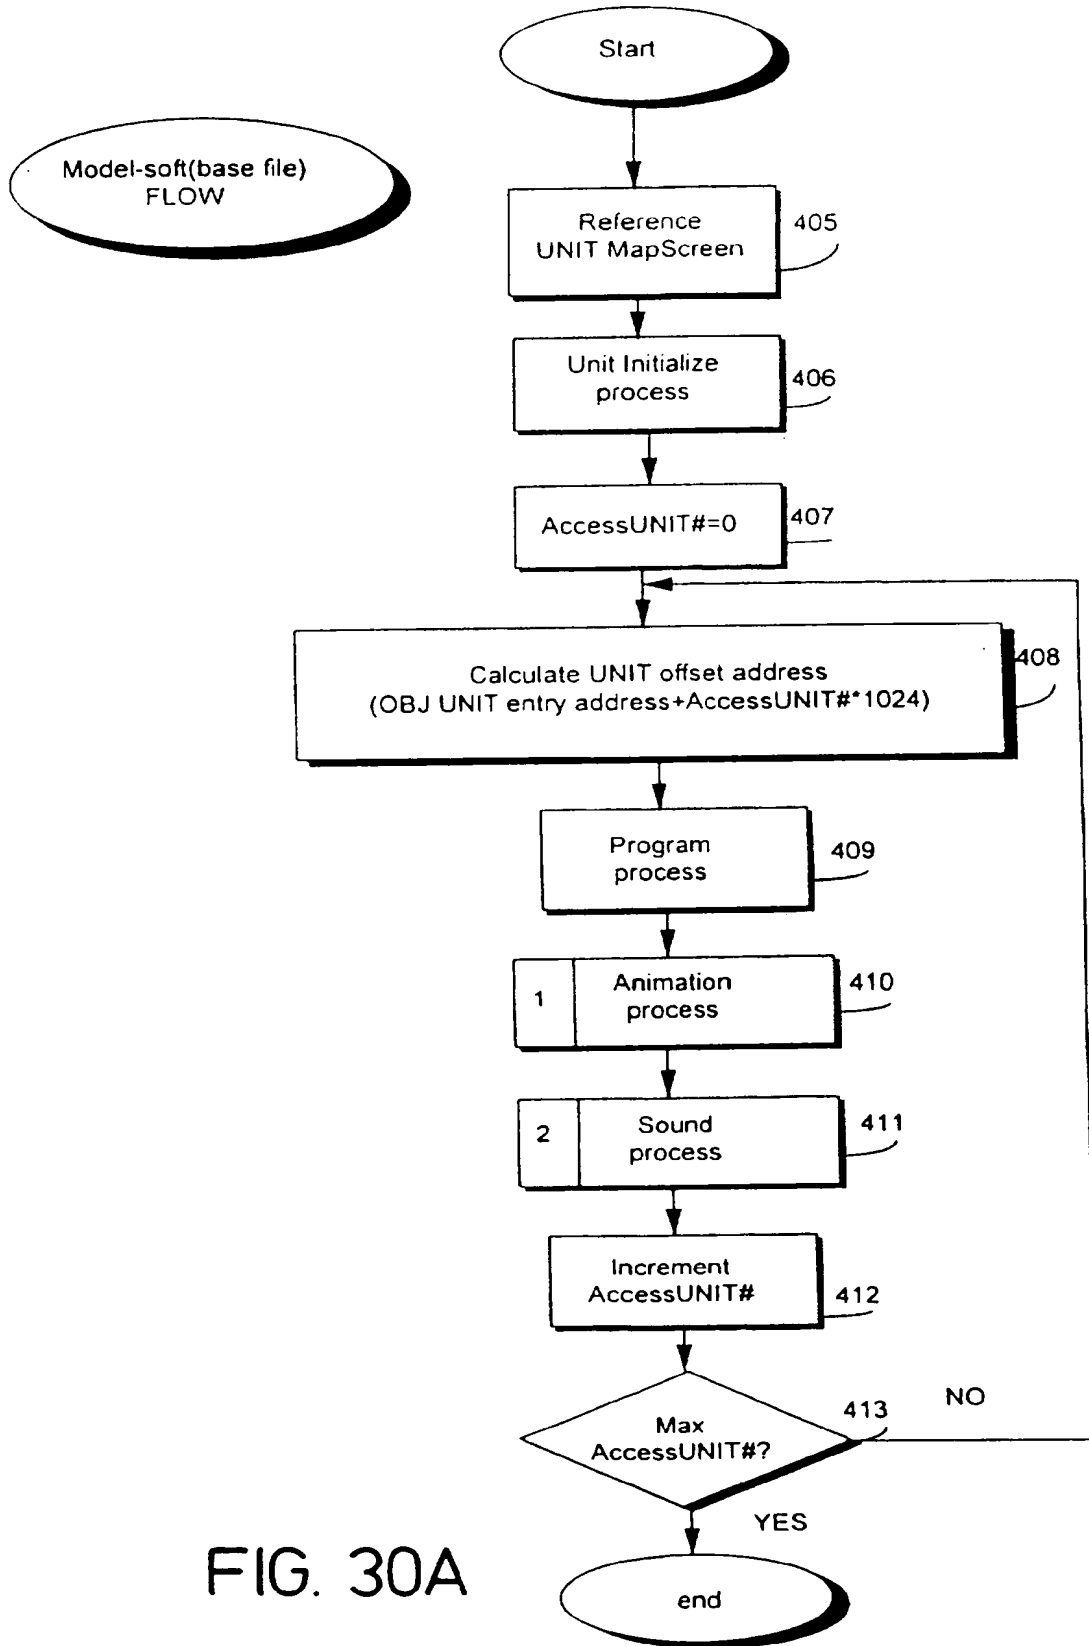 Start
Model-soft(base file)
FLOW
Reference
UNIT MapScreen
405
Unit Initialize
process
406
AccessUNIT#=0
407
Calculate UNIT offset address
(OBJ UNIT entry address+AccessUNIT#*1024)
408
Program
process
409
1
Animation
process
410
2
Sound
process
411
Increment
AccessUNIT#
412
Max
AccessUNIT#?
413
NO
YES
end
FIG. 30A